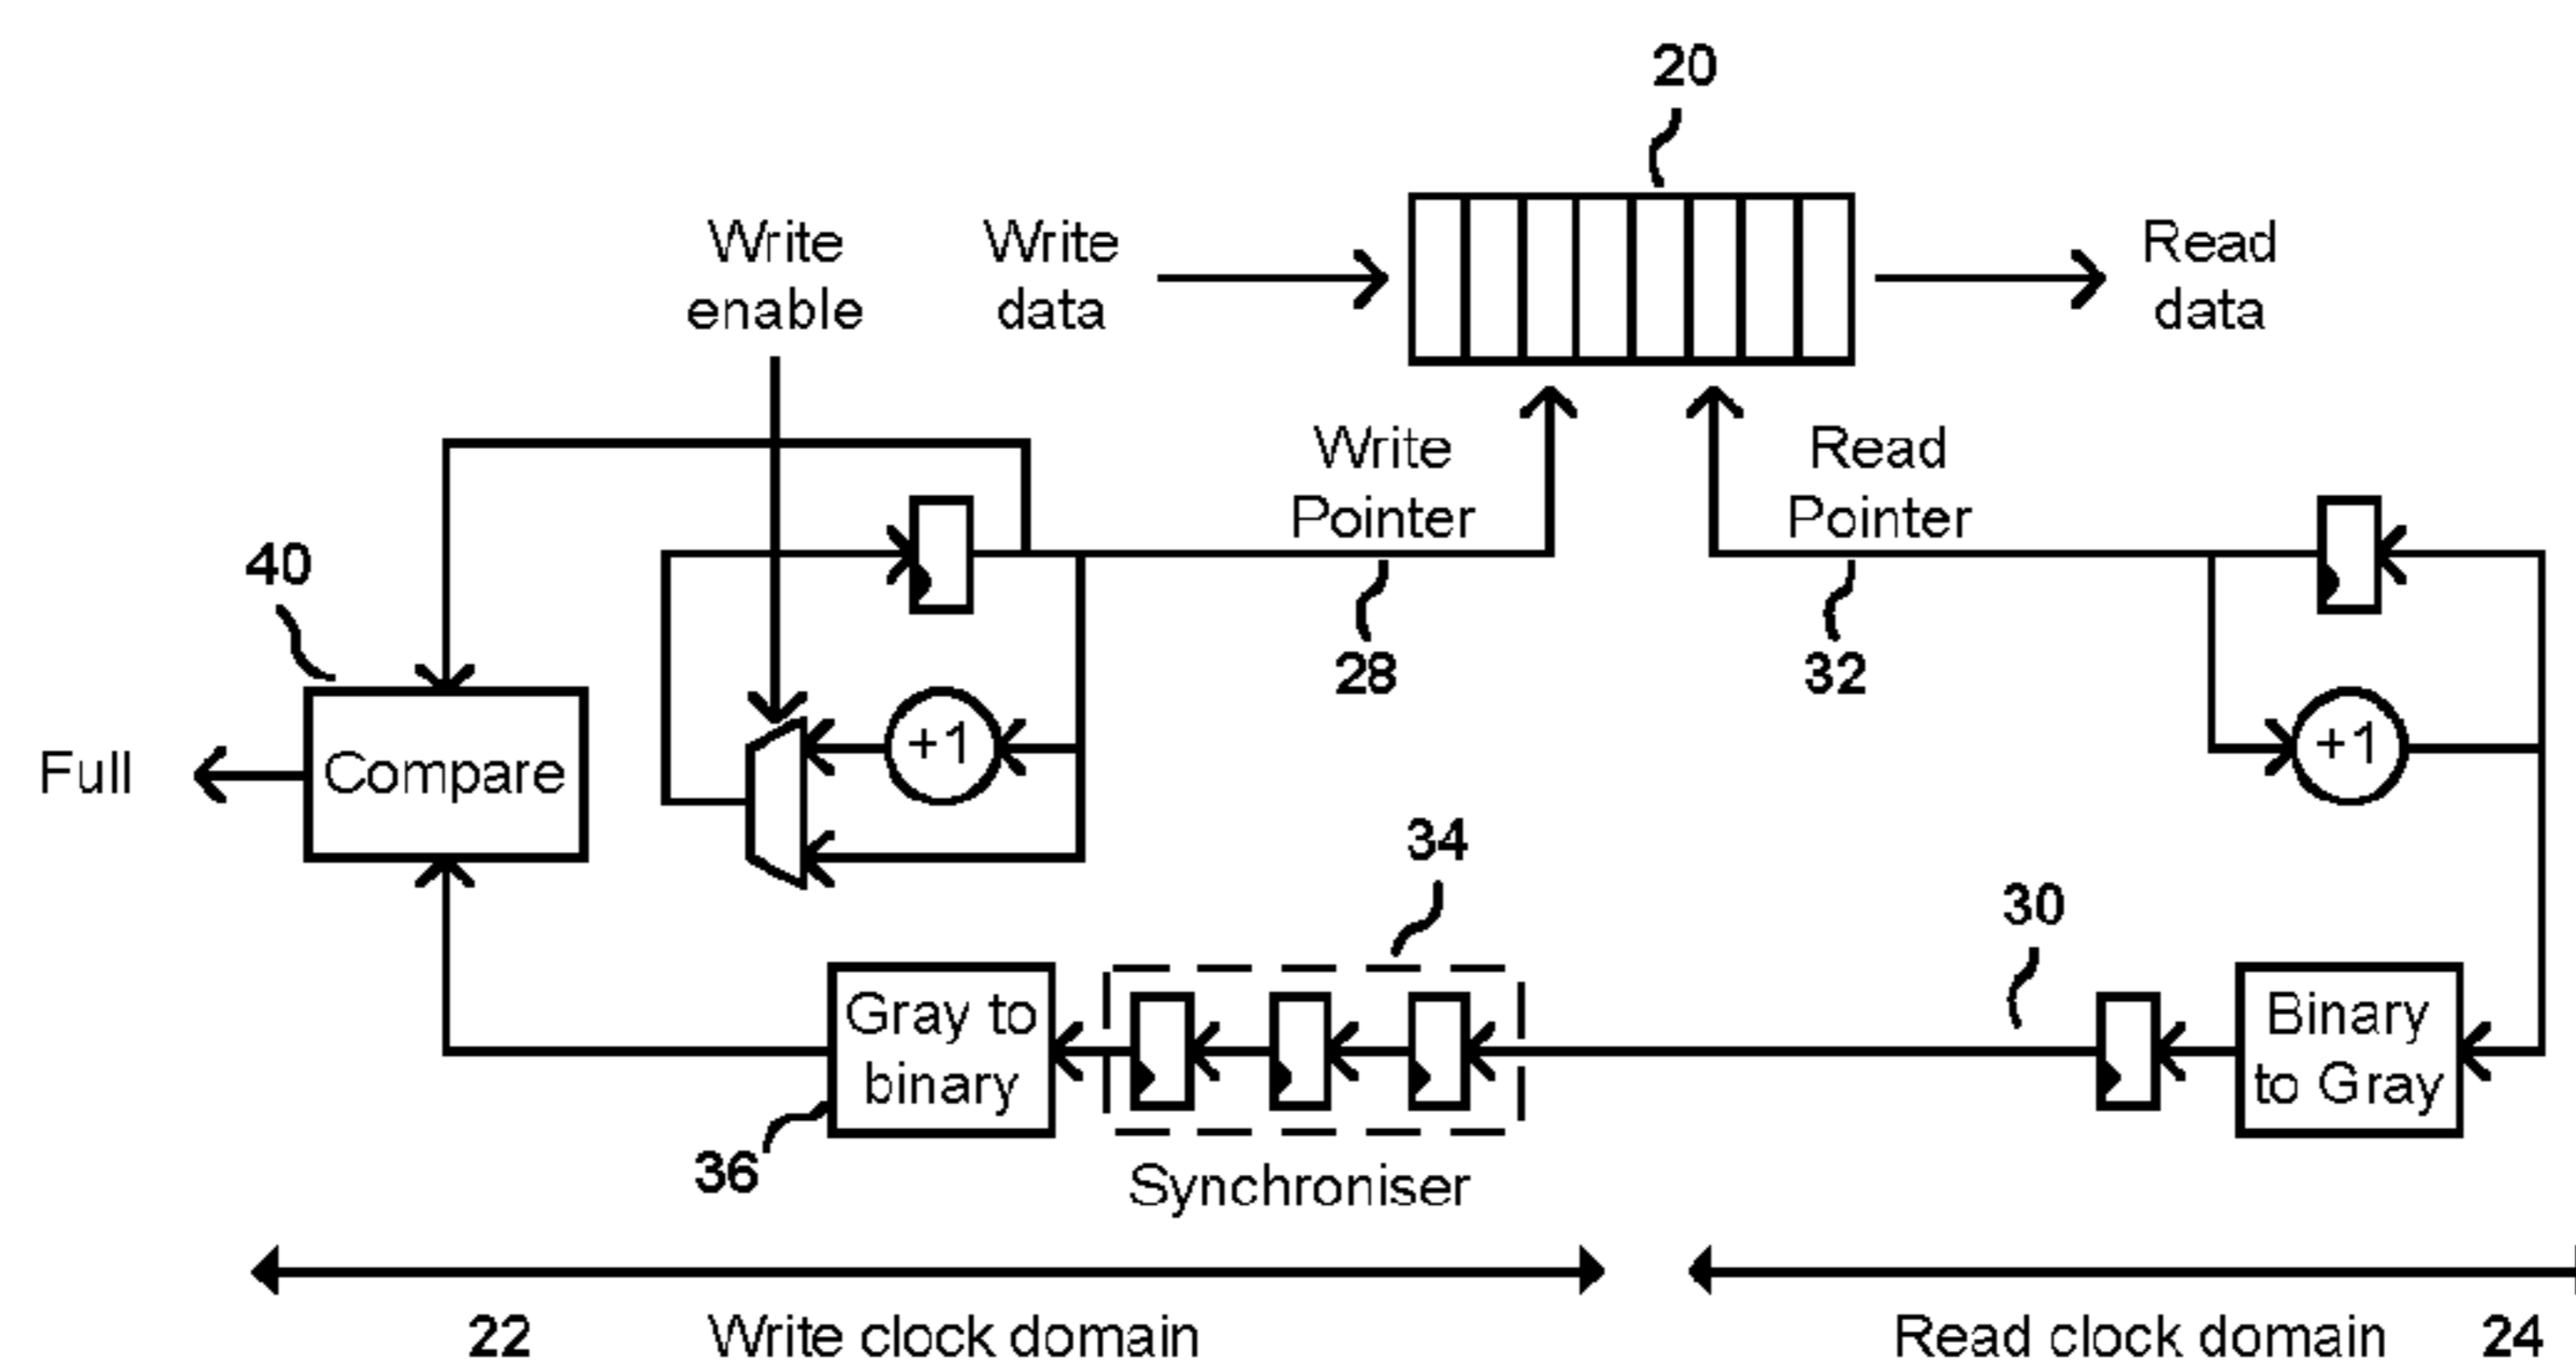 20
Write
enable
Write
data
Read
data
Write
Pointer
Read
Pointer
40
28
32
Full
Compare
+1
+1
34
30
Gray to
binary
Binary
to Gray
36
Synchroniser
22
Write clock domain
Read clock domain
24